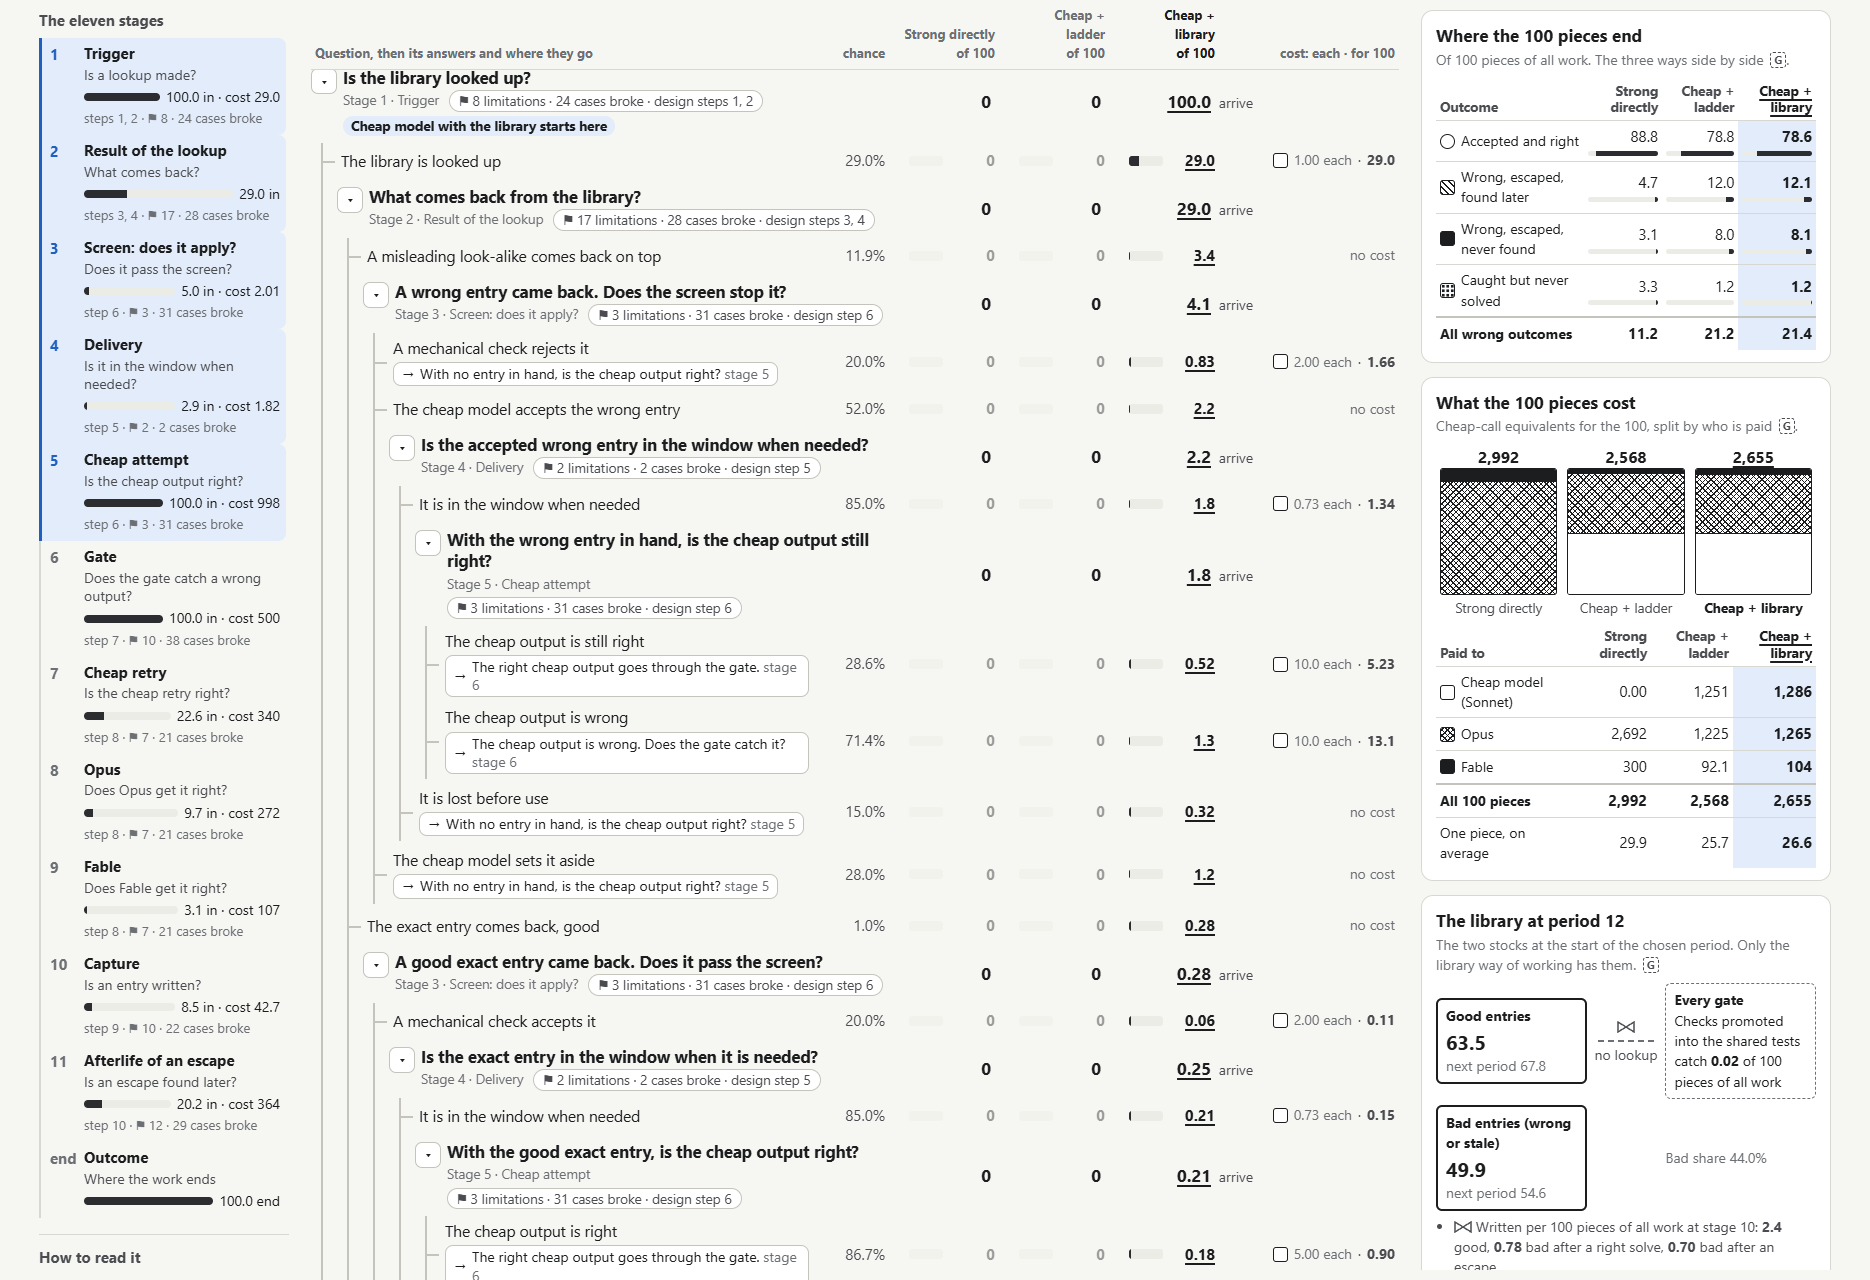 The eleven stages
1 Trigger
Is a lookup made?
100.0 in · cost 29.0
steps 1, 2 · ⚑ 8 · 24 cases broke
2 Result of the lookup
What comes back?
29.0 in
steps 3, 4 · ⚑ 17 · 28 cases broke
3 Screen: does it apply?
Does it pass the screen?
5.0 in · cost 2.01
step 6 · ⚑ 3 · 31 cases broke
4 Delivery
Is it in the window when
needed?
2.9 in · cost 1.82
step 5 · ⚑ 2 · 2 cases broke
5 Cheap attempt
Is the cheap output right?
100.0 in · cost 998
step 6 · ⚑ 3 · 31 cases broke
6 Gate
Does the gate catch a wrong
output?
100.0 in · cost 500
step 7 · ⚑ 10 · 38 cases broke
7 Cheap retry
Is the cheap retry right?
22.6 in · cost 340
step 8 · ⚑ 7 · 21 cases broke
8 Opus
Does Opus get it right?
9.7 in · cost 272
step 8 · ⚑ 7 · 21 cases broke
9 Fable
Does Fable get it right?
3.1 in · cost 107
step 8 · ⚑ 7 · 21 cases broke
10 Capture
Is an entry written?
8.5 in · cost 42.7
step 9 · ⚑ 10 · 22 cases broke
11 Afterlife of an escape
Is an escape found later?
20.2 in · cost 364
step 10 · ⚑ 12 · 29 cases broke
end Outcome
Where the work ends
100.0 end
How to read it
Question, then its answers and where they go
chance
Strong directly
of 100
Cheap +
ladder
of 100
Cheap +
library
of 100
cost: each · for 100
Is the library looked up?
Stage 1 · Trigger ⚑ 8 limitations · 24 cases broke · design steps 1, 2
0 0 100.0 arrive
Cheap model with the library starts here
The library is looked up 29.0% 0 0 29.0 1.00 each · 29.0
What comes back from the library?
Stage 2 · Result of the lookup ⚑ 17 limitations · 28 cases broke · design steps 3, 4
0 0 29.0 arrive
A misleading look-alike comes back on top 11.9% 0 0 3.4 no cost
A wrong entry came back. Does the screen stop it?
Stage 3 · Screen: does it apply? ⚑ 3 limitations · 31 cases broke · design step 6
0 0 4.1 arrive
A mechanical check rejects it
→ With no entry in hand, is the cheap output right? stage 5
20.0% 0 0 0.83 2.00 each · 1.66
The cheap model accepts the wrong entry 52.0% 0 0 2.2 no cost
Is the accepted wrong entry in the window when needed?
Stage 4 · Delivery ⚑ 2 limitations · 2 cases broke · design step 5
0 0 2.2 arrive
It is in the window when needed 85.0% 0 0 1.8 0.73 each · 1.34
With the wrong entry in hand, is the cheap output still
right?
Stage 5 · Cheap attempt
⚑ 3 limitations · 31 cases broke · design step 6
0 0 1.8 arrive
The cheap output is still right
→ The right cheap output goes through the gate. stage
6
28.6% 0 0 0.52 10.0 each · 5.23
The cheap output is wrong
→ The cheap output is wrong. Does the gate catch it?
stage 6
71.4% 0 0 1.3 10.0 each · 13.1
It is lost before use
→ With no entry in hand, is the cheap output right? stage 5
15.0% 0 0 0.32 no cost
The cheap model sets it aside
→ With no entry in hand, is the cheap output right? stage 5
28.0% 0 0 1.2 no cost
The exact entry comes back, good 1.0% 0 0 0.28 no cost
A good exact entry came back. Does it pass the screen?
Stage 3 · Screen: does it apply? ⚑ 3 limitations · 31 cases broke · design step 6
0 0 0.28 arrive
A mechanical check accepts it 20.0% 0 0 0.06 2.00 each · 0.11
Is the exact entry in the window when it is needed?
Stage 4 · Delivery ⚑ 2 limitations · 2 cases broke · design step 5
0 0 0.25 arrive
It is in the window when needed 85.0% 0 0 0.21 0.73 each · 0.15
With the good exact entry, is the cheap output right?
Stage 5 · Cheap attempt
⚑ 3 limitations · 31 cases broke · design step 6
0 0 0.21 arrive
The cheap output is right
→ The right cheap output goes through the gate. stage
6
86.7% 0 0 0.18 5.00 each · 0.90
Where the 100 pieces end
Of 100 pieces of all work. The three ways side by side G.
Outcome
Strong
directly
Cheap +
ladder
Cheap +
library
Accepted and right 88.8 78.8 78.6
Wrong, escaped,
found later
4.7 12.0 12.1
Wrong, escaped,
never found
3.1 8.0 8.1
Caught but never
solved
3.3 1.2 1.2
All wrong outcomes 11.2 21.2 21.4
What the 100 pieces cost
Cheap-call equivalents for the 100, split by who is paid G.
2,992 2,568 2,655
Strong directly Cheap + ladder Cheap + library
Paid to
Strong
directly
Cheap +
ladder
Cheap +
library
Cheap model
(Sonnet)
0.00 1,251 1,286
Opus 2,692 1,225 1,265
Fable 300 92.1 104
All 100 pieces 2,992 2,568 2,655
One piece, on
average
29.9 25.7 26.6
The library at period 12
The two stocks at the start of the chosen period. Only the
library way of working has them. G
Good entries
63.5
next period 67.8
⋈
no lookup
Every gate
Checks promoted
into the shared tests
catch 0.02 of 100
pieces of all work
Bad entries (wrong
or stale)
49.9
next period 54.6
Bad share 44.0%
• ⋈ Written per 100 pieces of all work at stage 10: 2.4
good, 0.78 bad after a right solve, 0.70 bad after an
escape